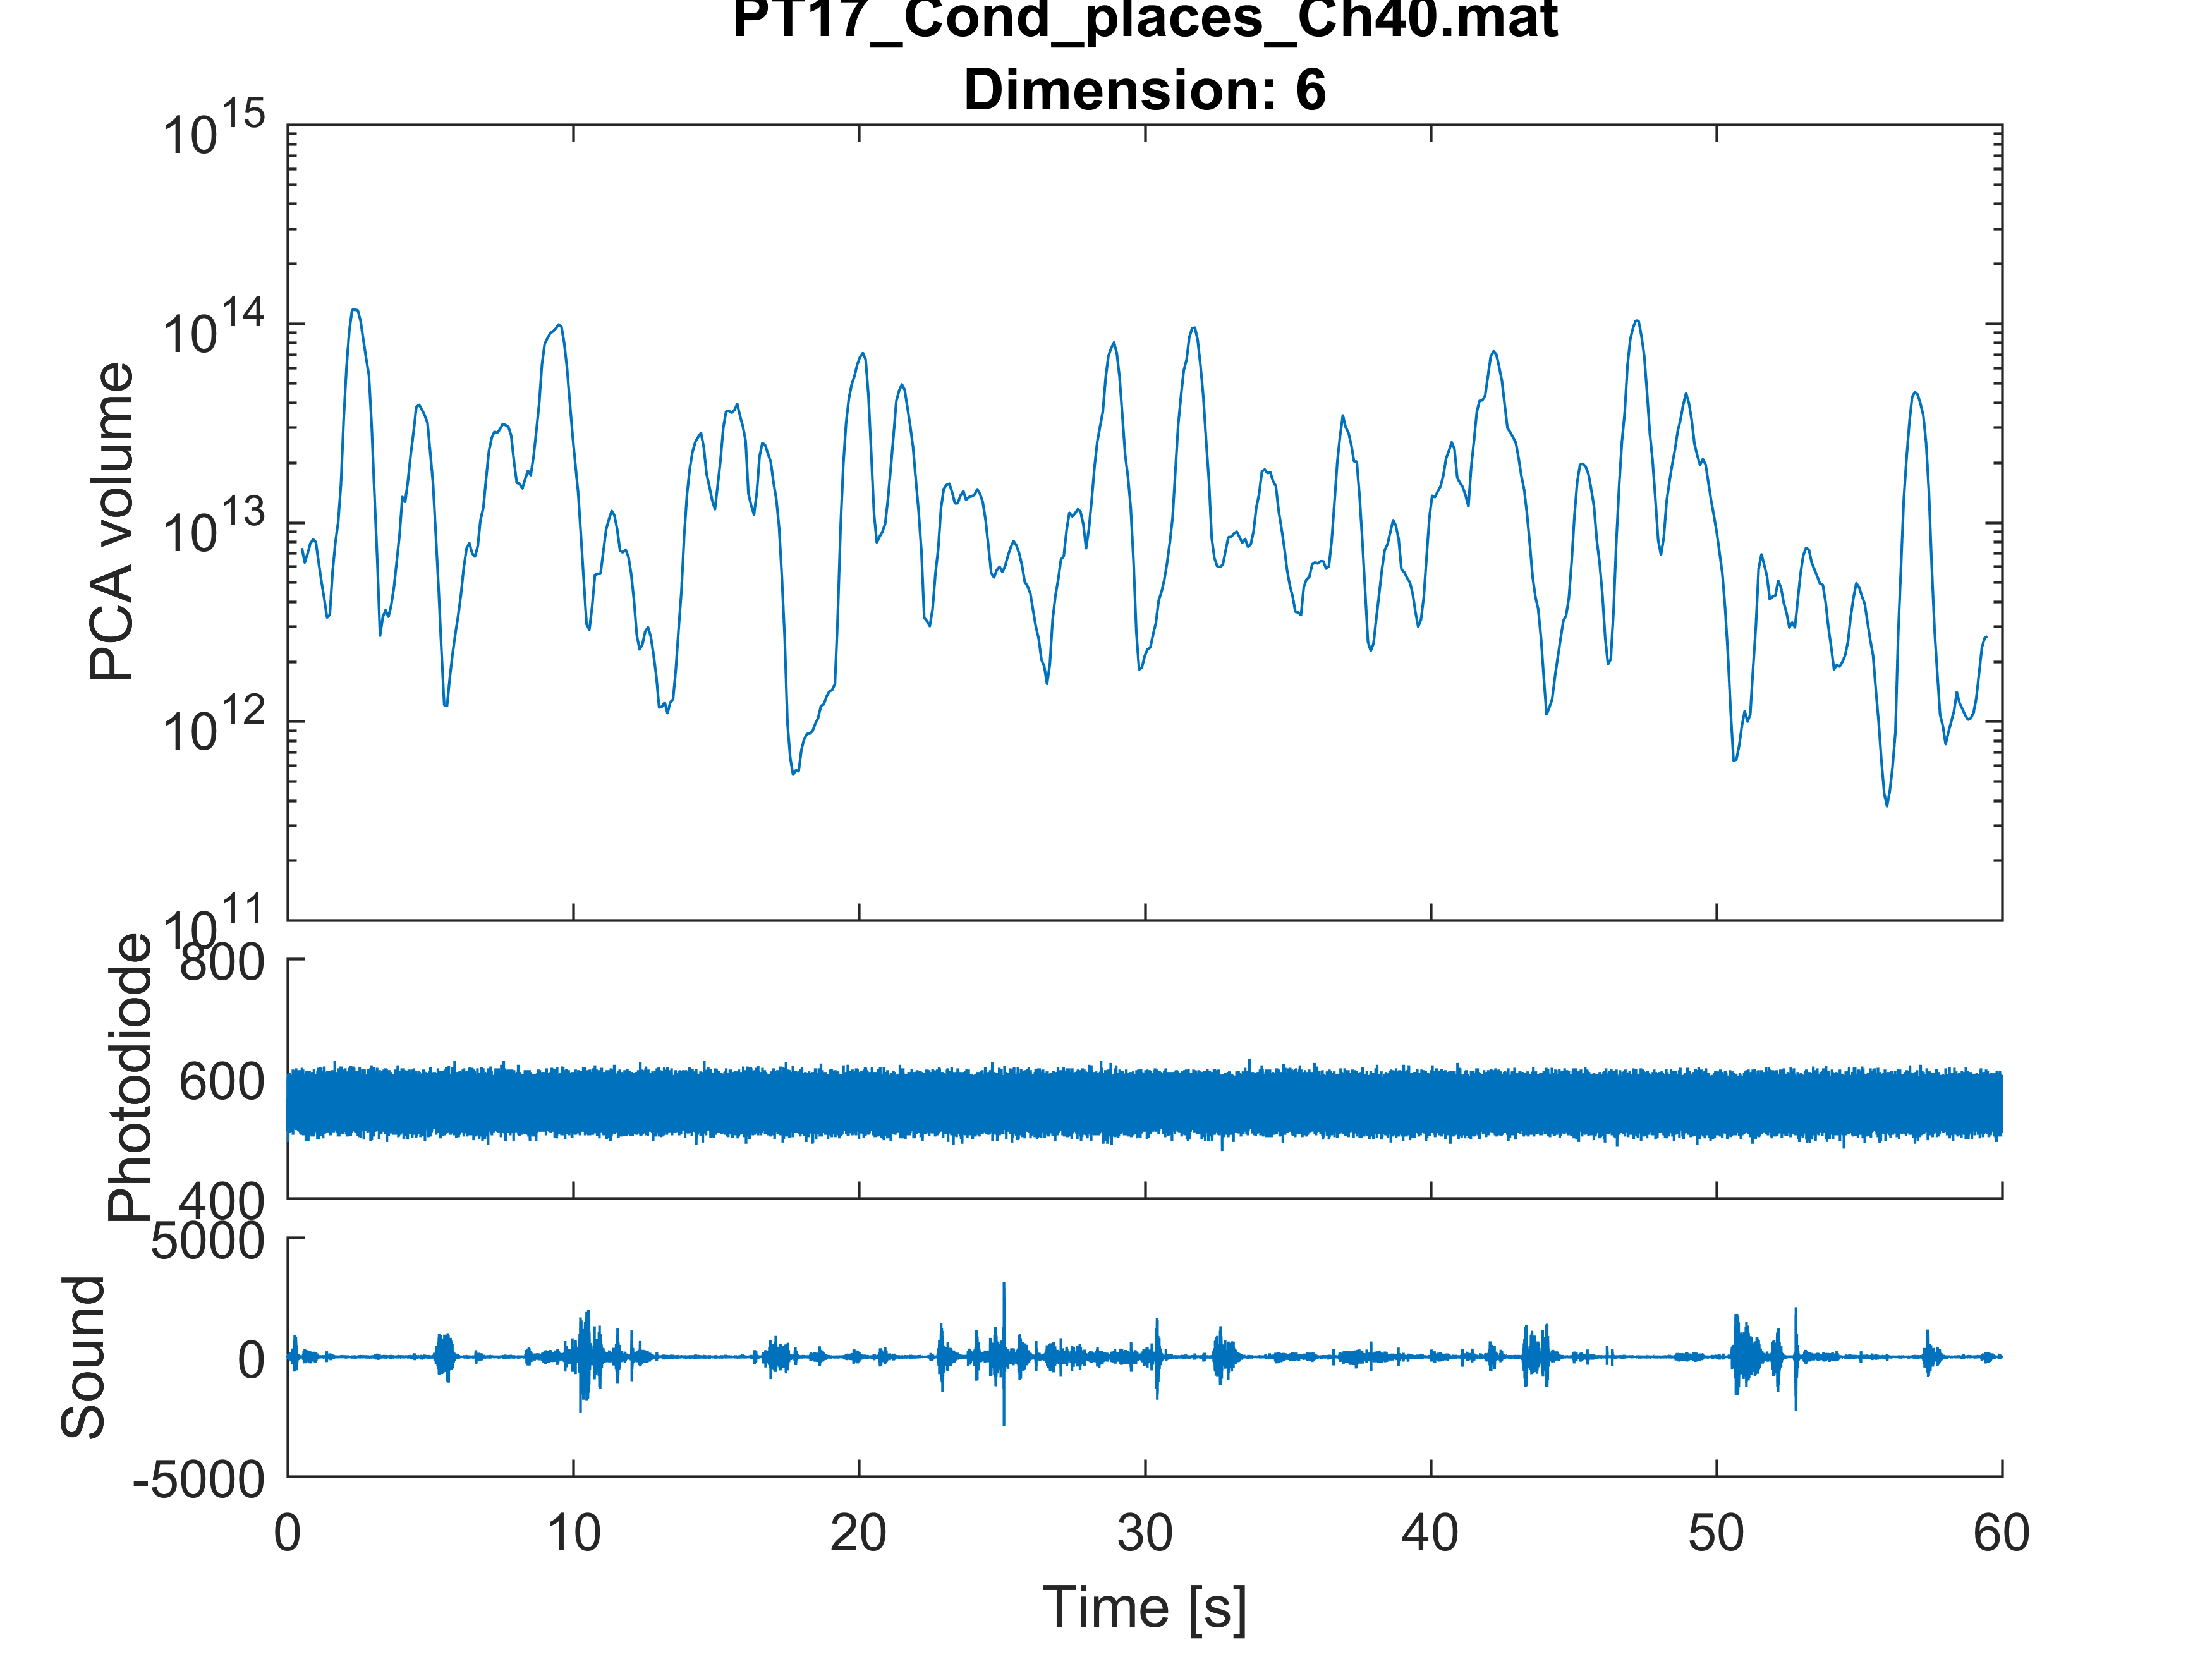 PT17_Cond_places_Ch40.mat
Dimension: 6
10^15
10^14
10^13
10^12
10^11
PCA volume
800
600
400
Photodiode
5000
0
-5000
Sound
0 10 20 30 40 50 60
Time [s]